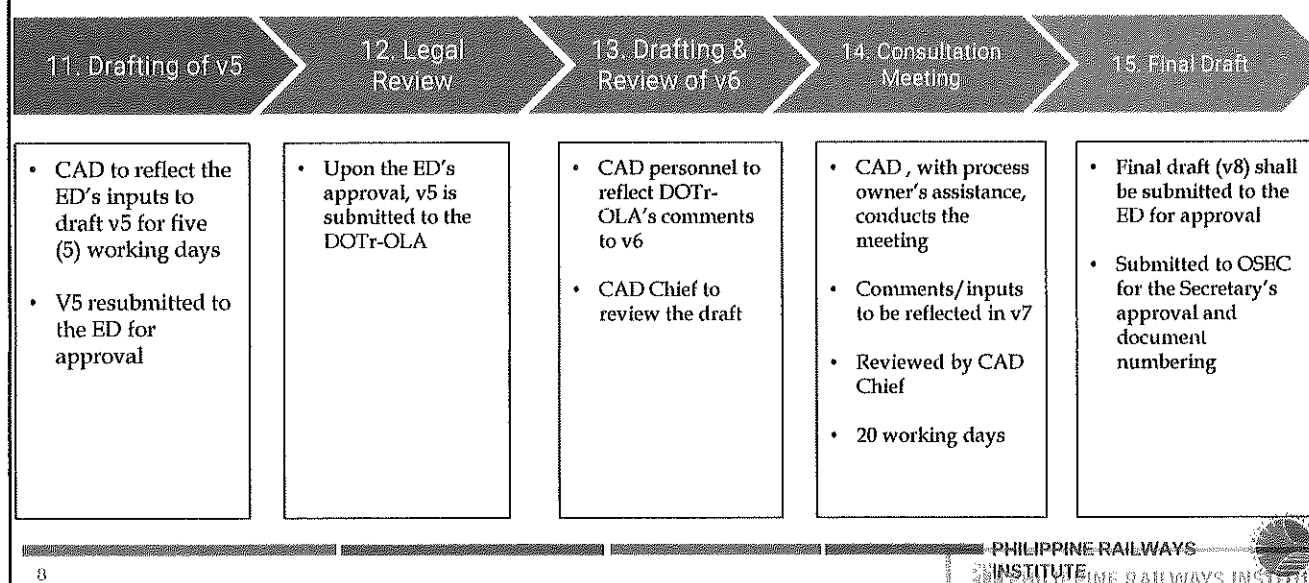 11. Drafting of v5
12. Legal
Review
13. Drafting &
Review of v6
14. Consultation
Meeting
15. Final Draft
• CAD to reflect the
ED's inputs to
draft v5 for five
(5) working days
• V5 resubmitted to
the ED for
approval
• Upon the ED's
approval, v5 is
submitted to the
DOTr-OLA
• CAD personnel to
reflect DOTr-
OLA's comments
to v6
• CAD Chief to
review the draft
• CAD , with process
owner's assistance,
conducts the
meeting
• Comments/inputs
to be reflected in v7
• Reviewed by CAD
Chief
• 20 working days
• Final draft (v8) shall
be submitted to the
ED for approval
• Submitted to OSEC
for the Secretary's
approval and
document
numbering
8
PHILIPPINE RAILWAYS
INSTITUTE